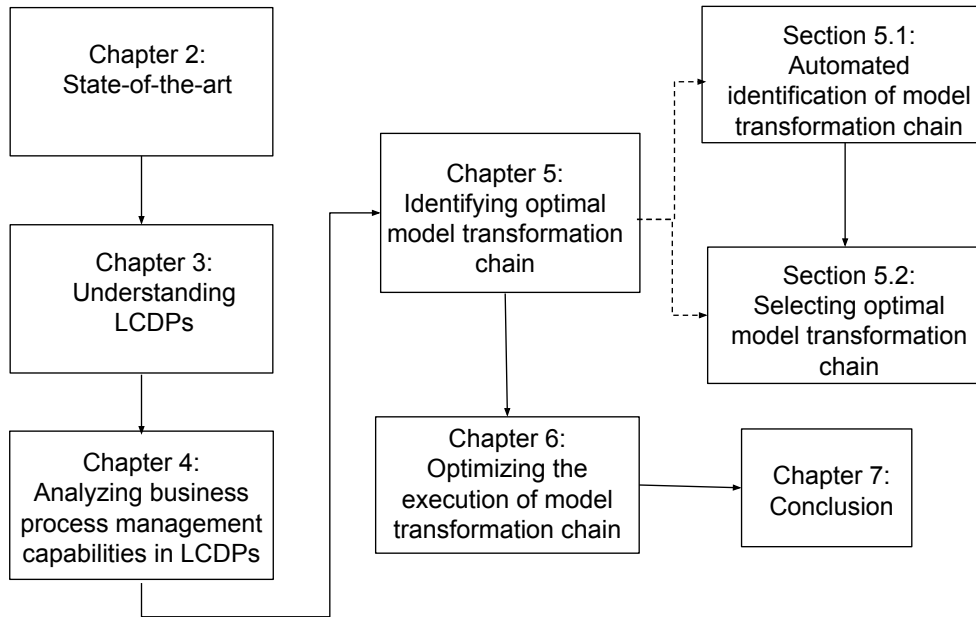 Chapter 2:
State-of-the-art
Chapter 3:
Understanding
LCDPs
Chapter 4:
Analyzing business
process management
capabilities in LCDPs
Chapter 5:
Identifying optimal
model transformation
chain
Section 5.1:
Automated
identification of model
transformation chain
Section 5.2:
Selecting optimal
model transformation
chain
Chapter 6:
Optimizing the
execution of model
transformation chain
Chapter 7:
Conclusion